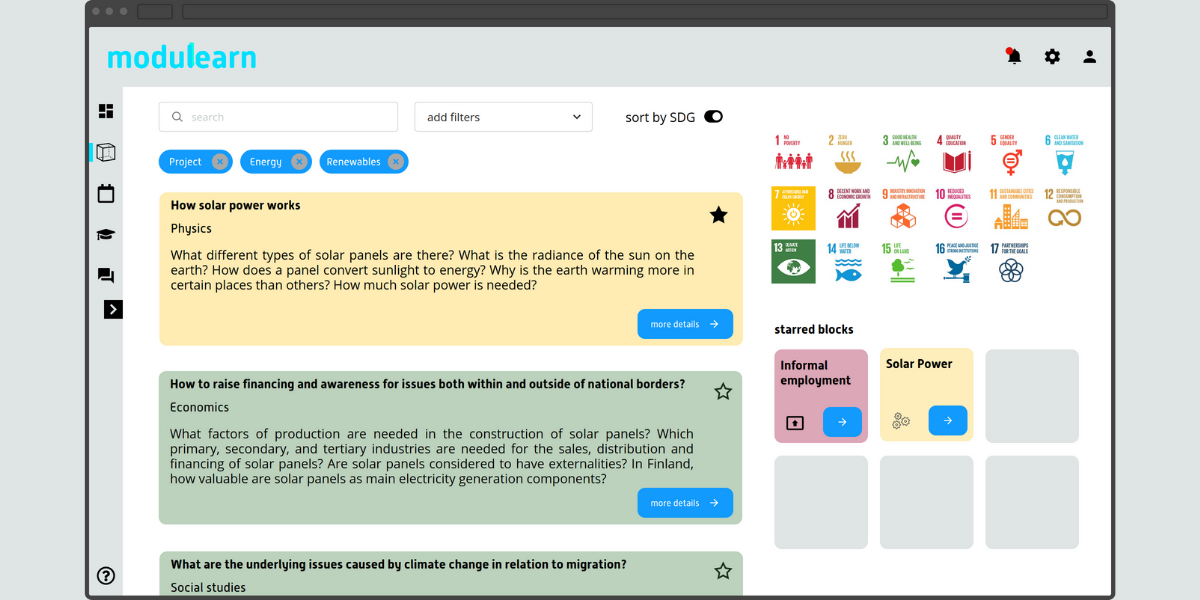 modulearn
search
add filters
sort by SDG
Project
Energy
Renewables
How solar power works
Physics
What different types of solar panels are there? What is the radiance of the sun on the
earth? How does a panel convert sunlight to energy? Why is the earth warming more in
certain places than others? How much solar power is needed?
more details
How to raise financing and awareness for issues both within and outside of national borders?
Economics
What factors of production are needed in the construction of solar panels? Which
primary, secondary, and tertiary industries are needed for the sales, distribution and
financing of solar panels? Are solar panels considered to have externalities? In Finland,
how valuable are solar panels as main electricity generation components?
more details
What are the underlying issues caused by climate change in relation to migration?
Social studies
1 NO
POVERTY
2 ZERO
HUNGER
3 GOOD HEALTH
AND WELL-BEING
4 QUALITY
EDUCATION
5 GENDER
EQUALITY
6 CLEAN WATER
AND SANITATION
7 AFFORDABLE AND
CLEAN ENERGY
8 DECENT WORK AND
ECONOMIC GROWTH
9 INDUSTRY, INNOVATION
AND INFRASTRUCTURE
10 REDUCED
INEQUALITIES
11 SUSTAINABLE CITIES
AND COMMUNITIES
12 RESPONSIBLE
CONSUMPTION
AND PRODUCTION
13 CLIMATE
ACTION
14 LIFE BELOW
WATER
15 LIFE
ON LAND
16 PEACE AND JUSTICE
STRONG INSTITUTIONS
17 PARTNERSHIPS
FOR THE GOALS
starred blocks
Informal
employment
Solar Power